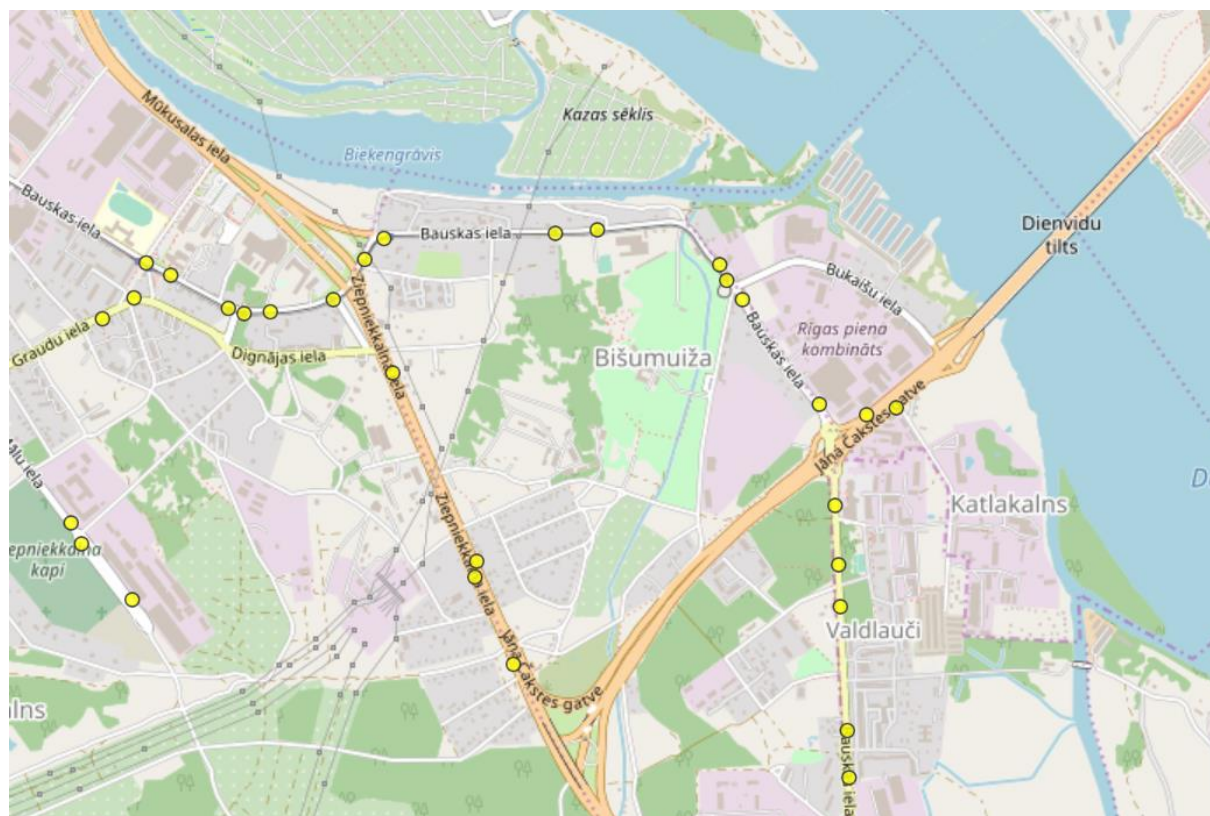 Mūkusalas iela
Kazas sēklis
Biekengrāvis
Bauskas iela
Bauskas iela
Dienvidu
tilts
Bukaišu iela
Ziepniekkalna iela
Rīgas piena
kombināts
Graudu iela
Dignājas iela
Bišumuiža
Bauskas iela
Jāņa Čakstes gatve
Ziepniekkalna iela
Katlakalns
kapi
Valdlauči
Jāņa Čakstes gatve
iela